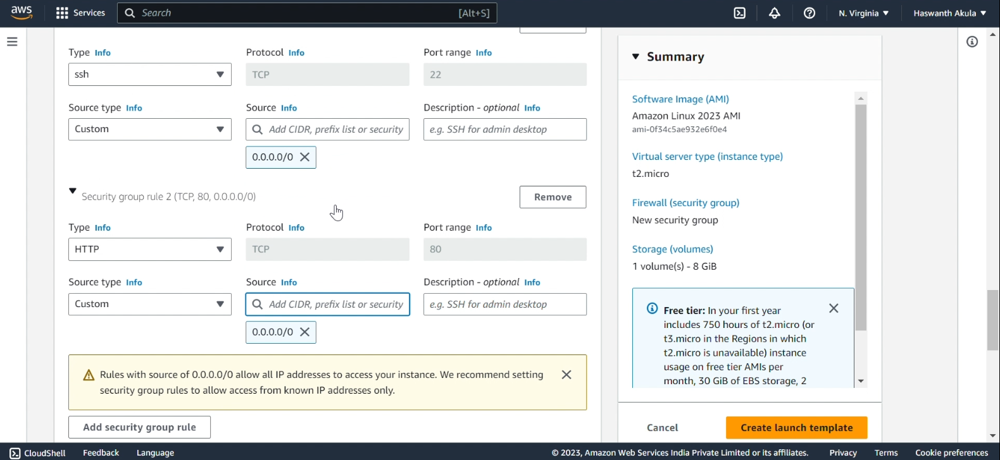 aws
Services
Search
[Alt+S]
N. Virginia
Haswanth Akula
Type Info
Protocol Info
Port range Info
ssh
TCP
22
Source type Info
Source Info
Description - optional Info
Custom
Add CIDR, prefix list or security
e.g. SSH for admin desktop
0.0.0.0/0
Security group rule 2 (TCP, 80, 0.0.0.0/0)
Remove
Type Info
Protocol Info
Port range Info
HTTP
TCP
80
Source type Info
Source Info
Description - optional Info
Custom
Add CIDR, prefix list or security
e.g. SSH for admin desktop
0.0.0.0/0
Rules with source of 0.0.0.0/0 allow all IP addresses to access your instance. We recommend setting
security group rules to allow access from known IP addresses only.
Add security group rule
Summary
Software Image (AMI)
Amazon Linux 2023 AMI
ami-0f34c5ae932e6f0e4
Virtual server type (instance type)
t2.micro
Firewall (security group)
New security group
Storage (volumes)
1 volume(s) - 8 GiB
Free tier: In your first year
includes 750 hours of t2.micro (or
t3.micro in the Regions in which
t2.micro is unavailable) instance
usage on free tier AMIs per
month, 30 GiB of EBS storage, 2
Cancel
Create launch template
CloudShell
Feedback
Language
© 2023, Amazon Web Services India Private Limited or its affiliates.
Privacy
Terms
Cookie preferences